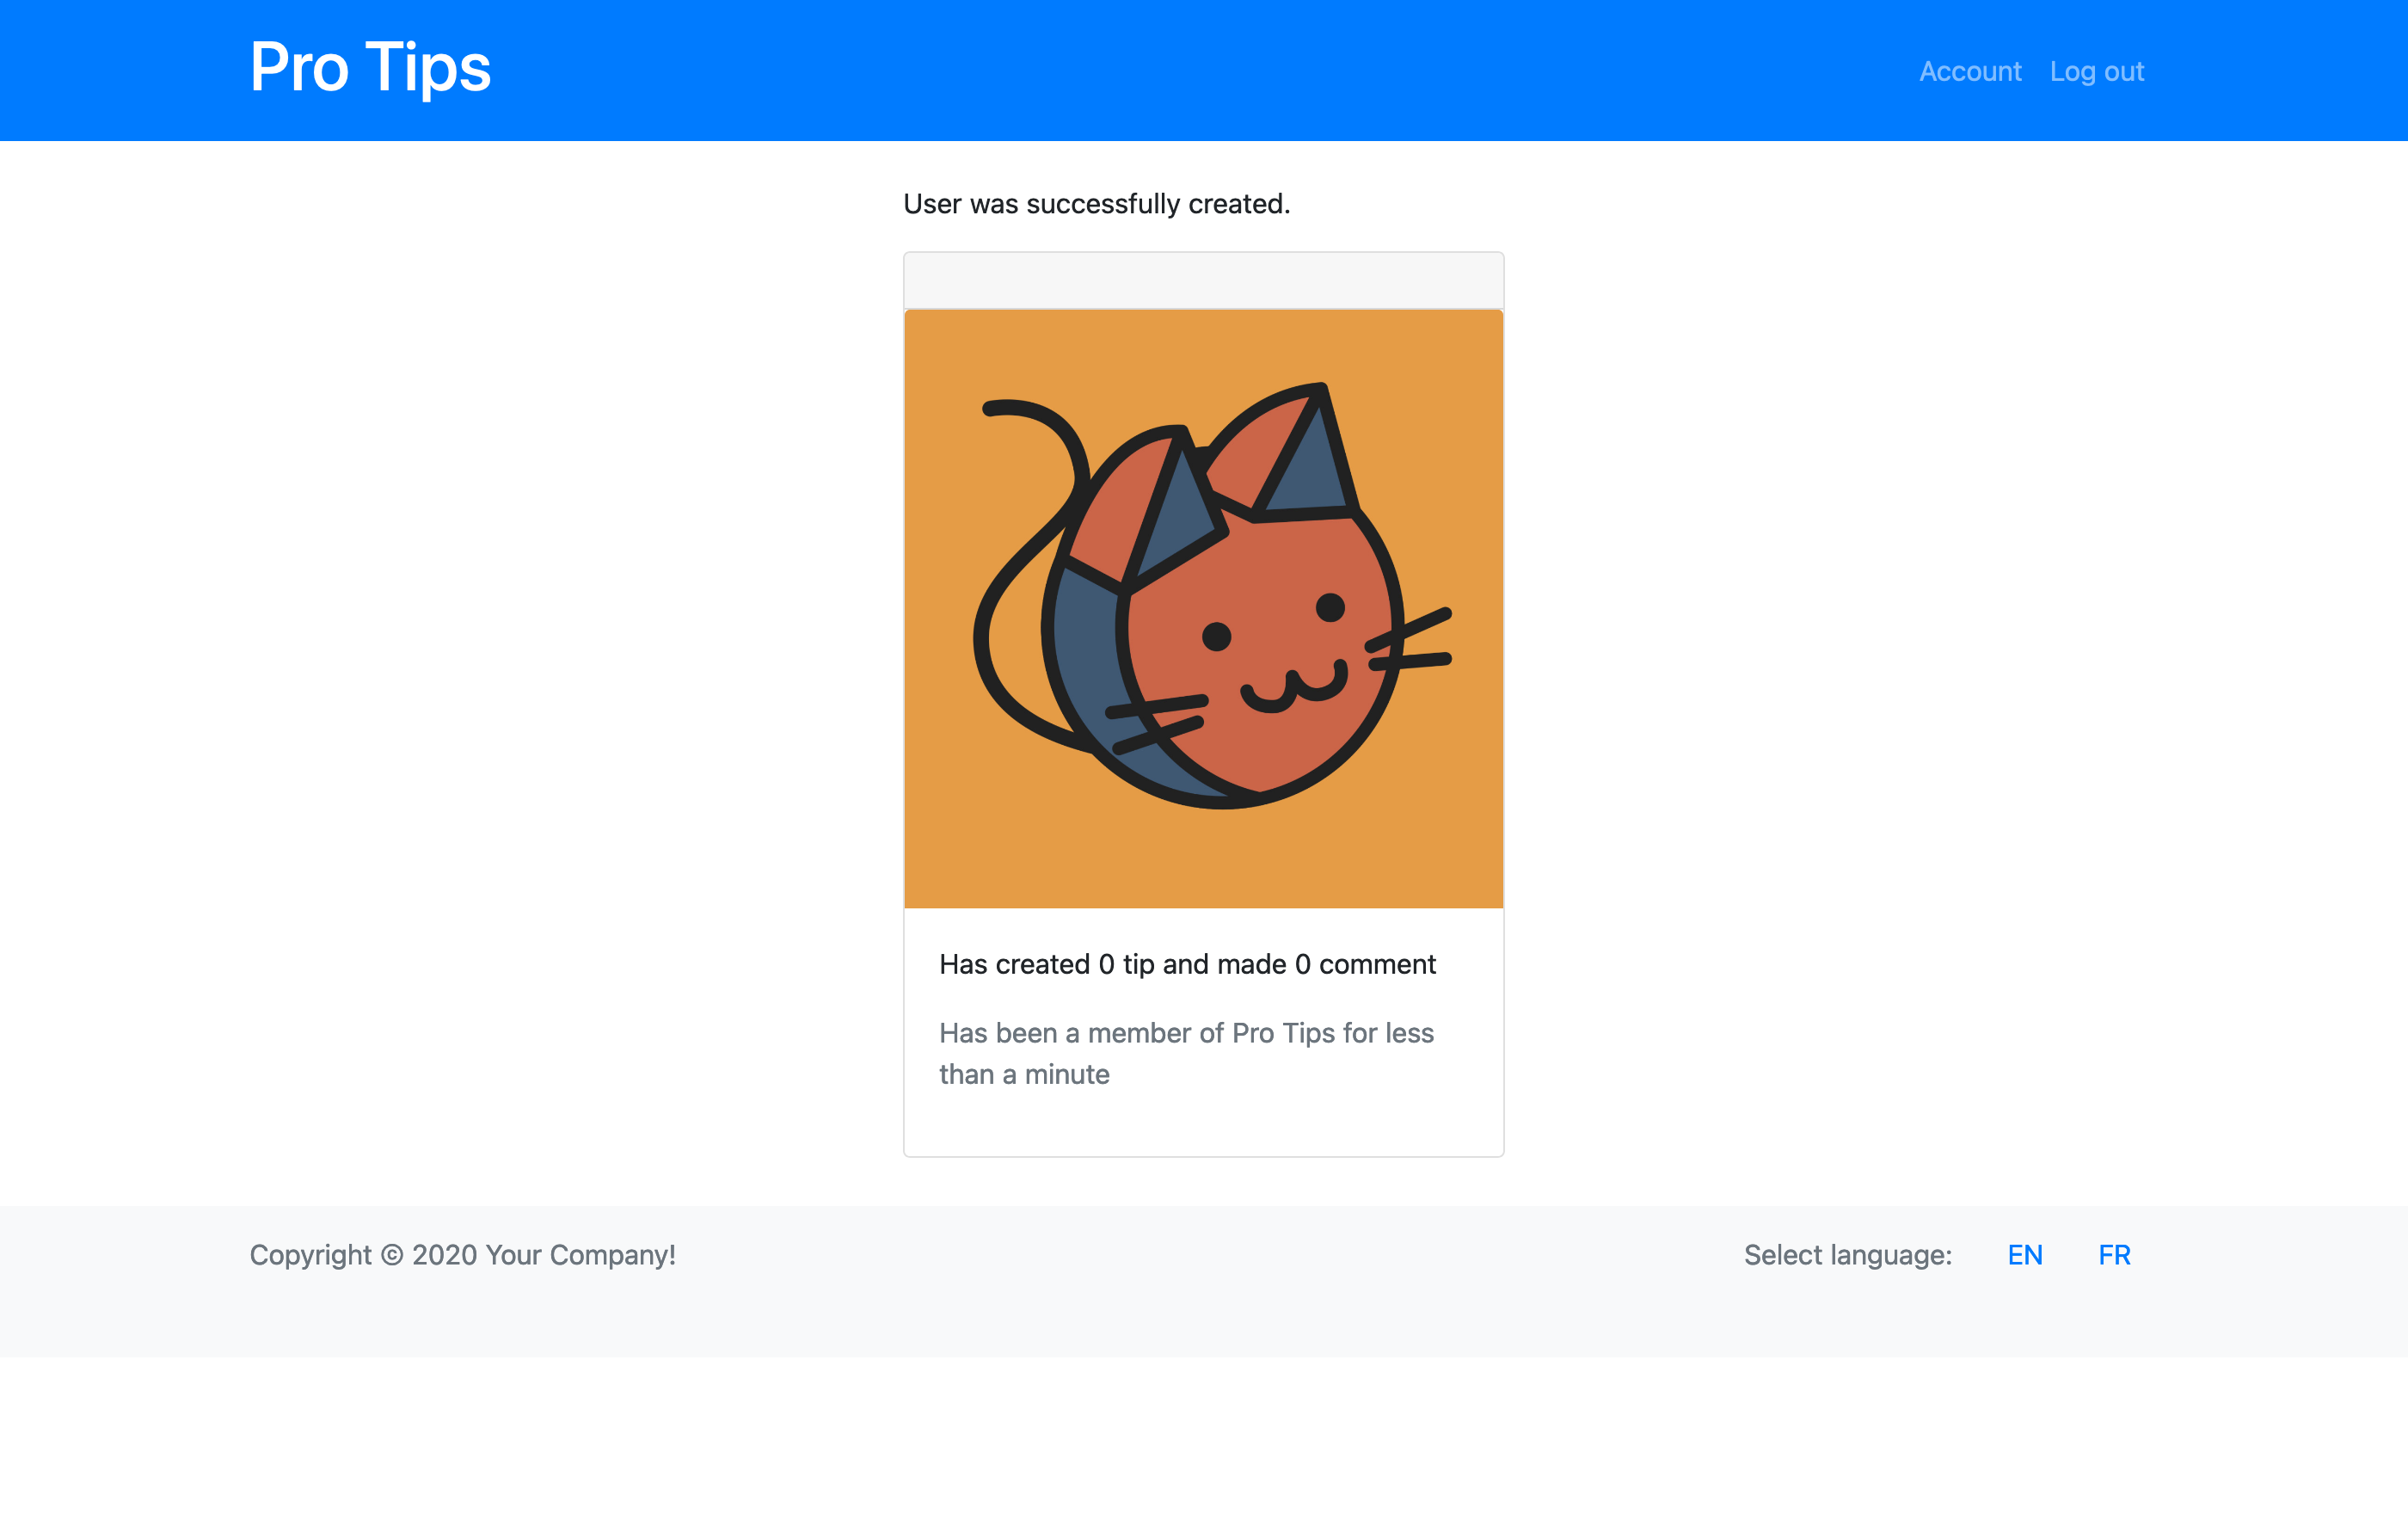 Pro Tips
Account
Log out
User was successfully created.
Has created 0 tip and made 0 comment
Has been a member of Pro Tips for less
than a minute
Copyright © 2020 Your Company!
Select language:
EN
FR